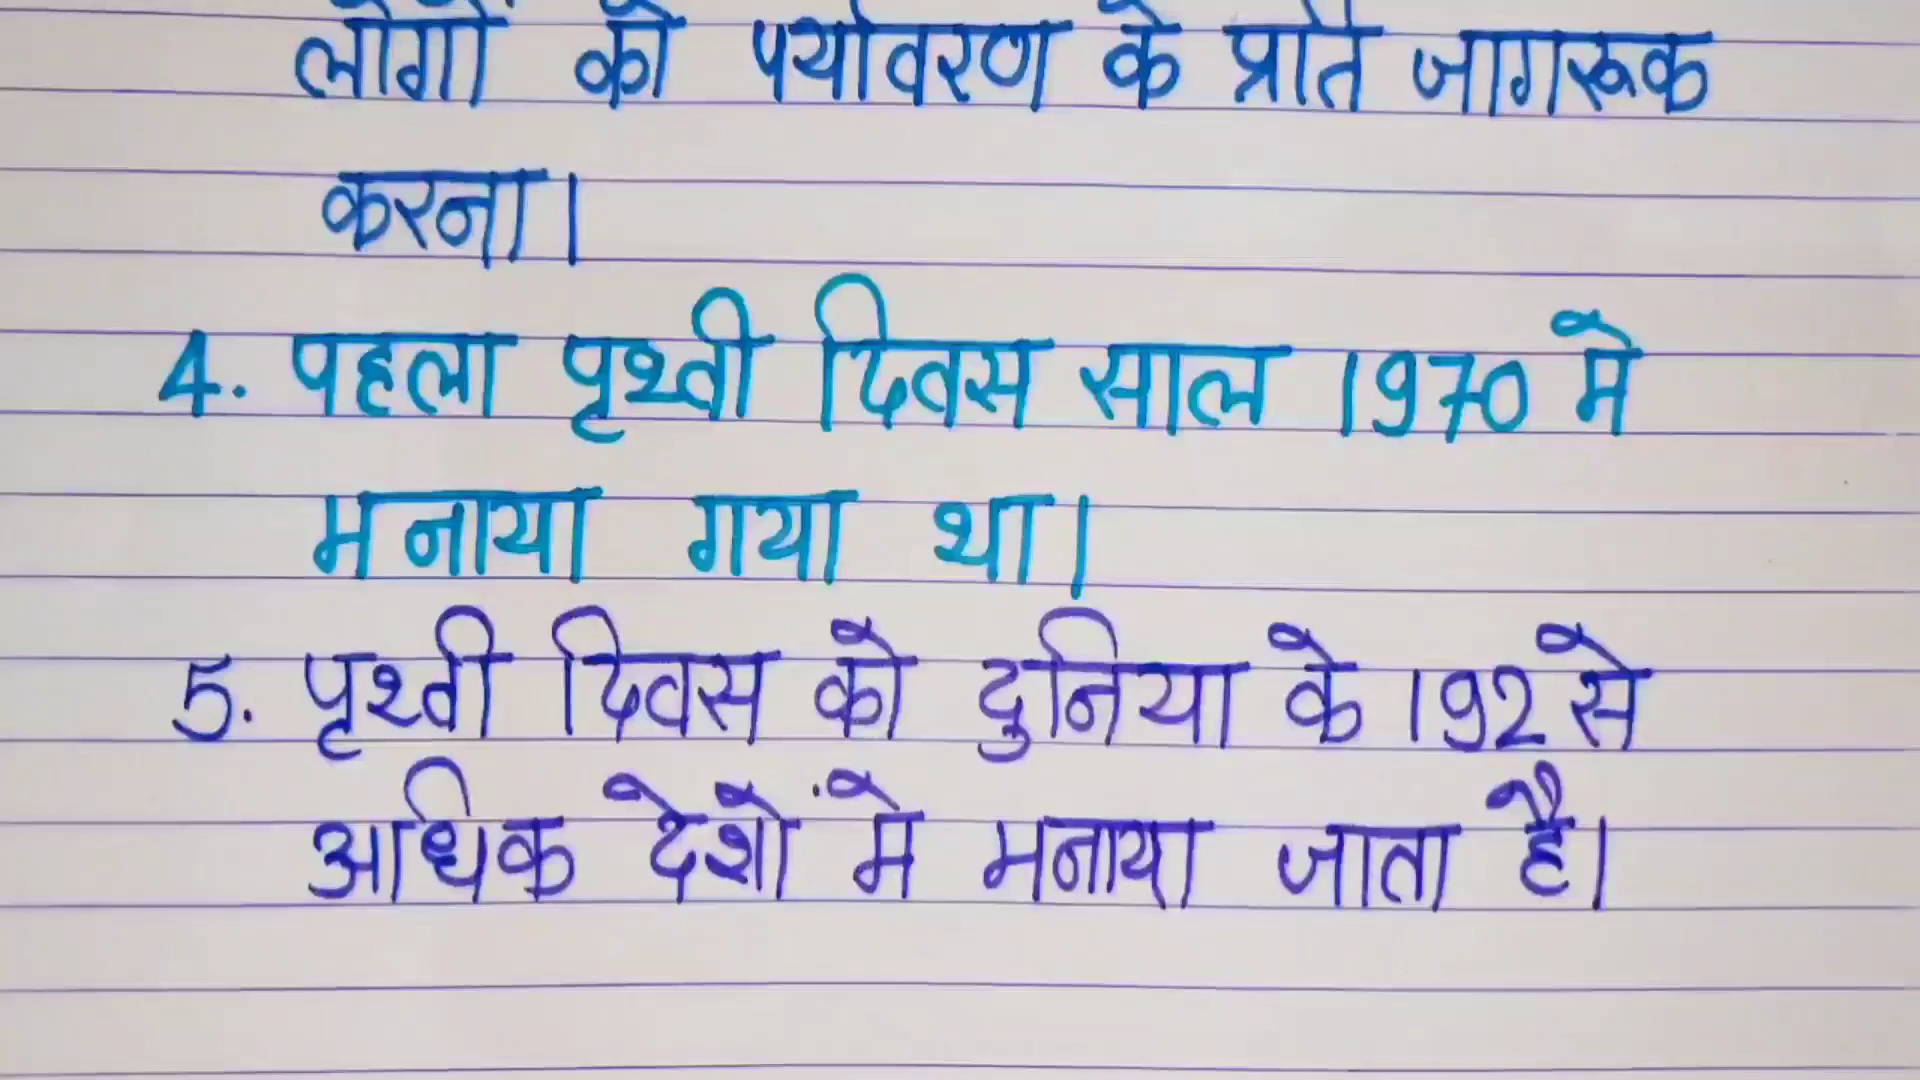 लोगों को पर्यावरण के प्रति जागरूक
करना।
4. पहला पृथ्वी दिवस साल 1970 मे
मनाया गया था।
5. पृथ्वी दिवस को दुनिया के 192 से
अधिक देशो में मनाया जाता है।